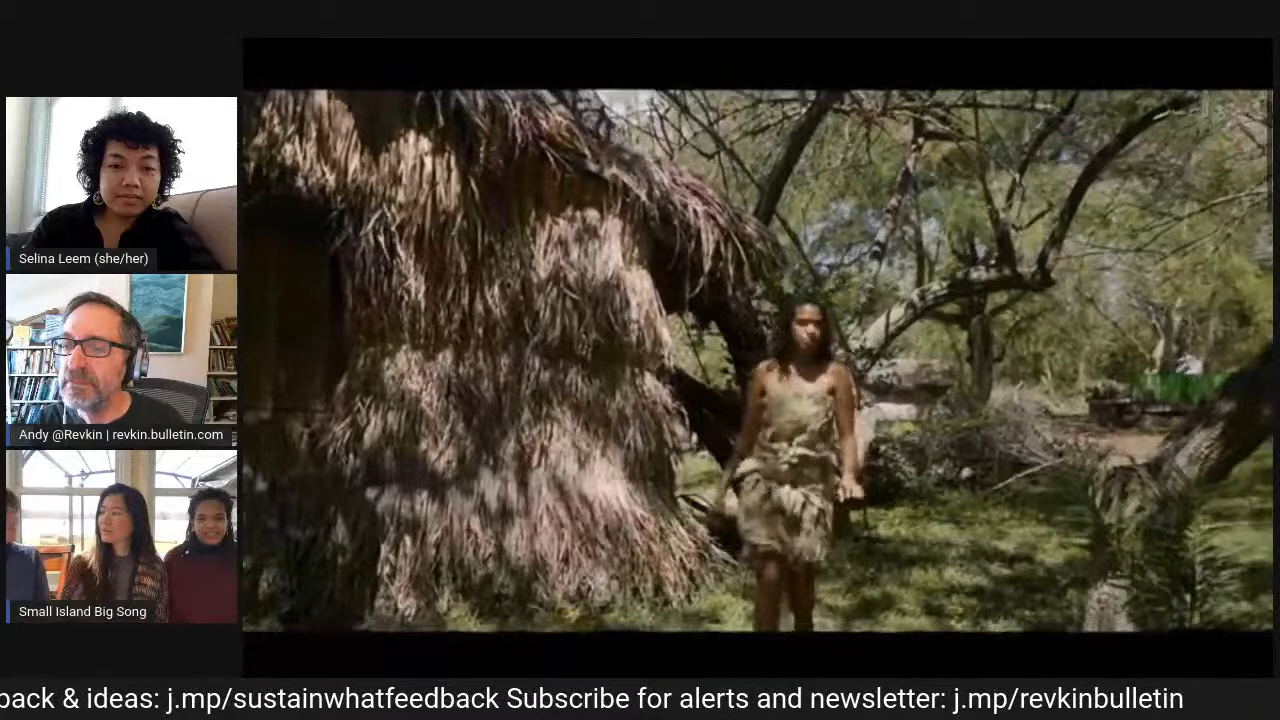 Selina Leem (she/her)
Andy @Revkin | revkin.bulletin.com
Small Island Big Song
back & ideas: j.mp/sustainwhatfeedback Subscribe for alerts and newsletter: j.mp/revkinbulletin